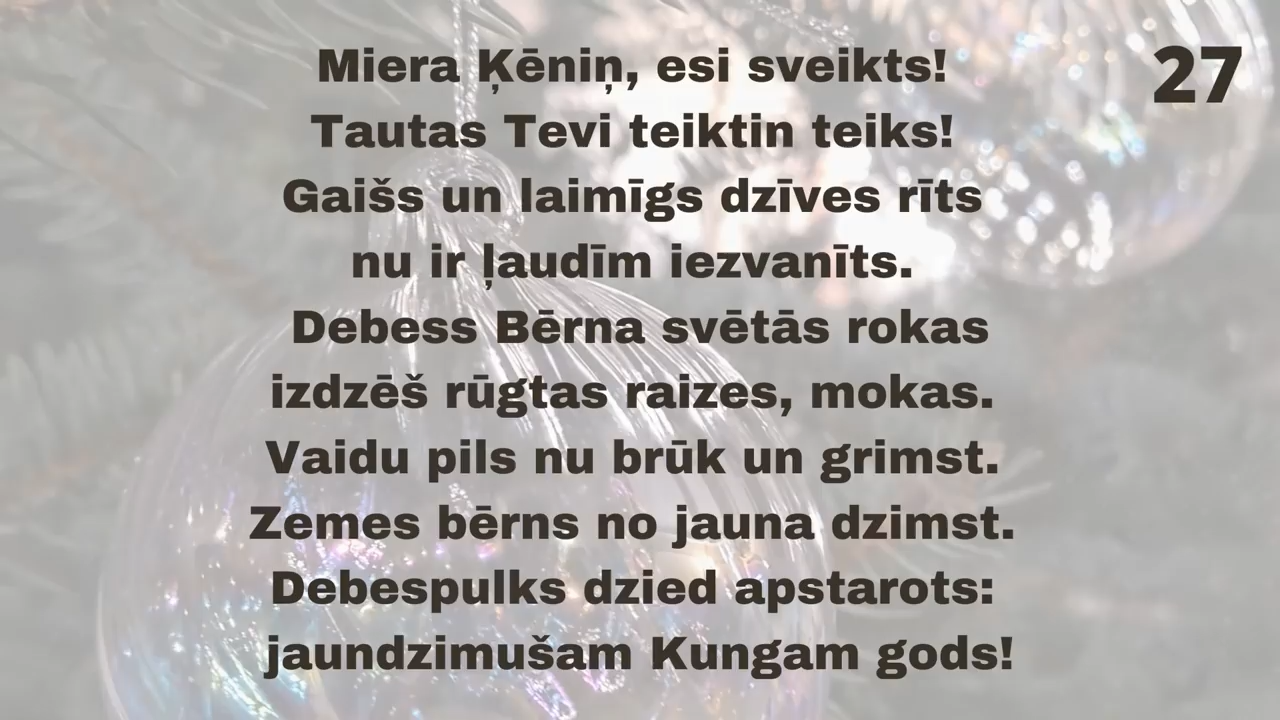 Miera Ķēniņ, esi sveikts!
27
Tautas Tevi teiktin teiks!
Gaišs un laimīgs dzīves rīts
nu ir ļaudīm iezvanīts.
Debess Bērna svētās rokas
izdzēš rūgtas raizes, mokas.
Vaidu pils nu brūk un grimst.
Zemes bērns no jauna dzimst.
Debespulks dzied apstarots:
jaundzimušam Kungam gods!